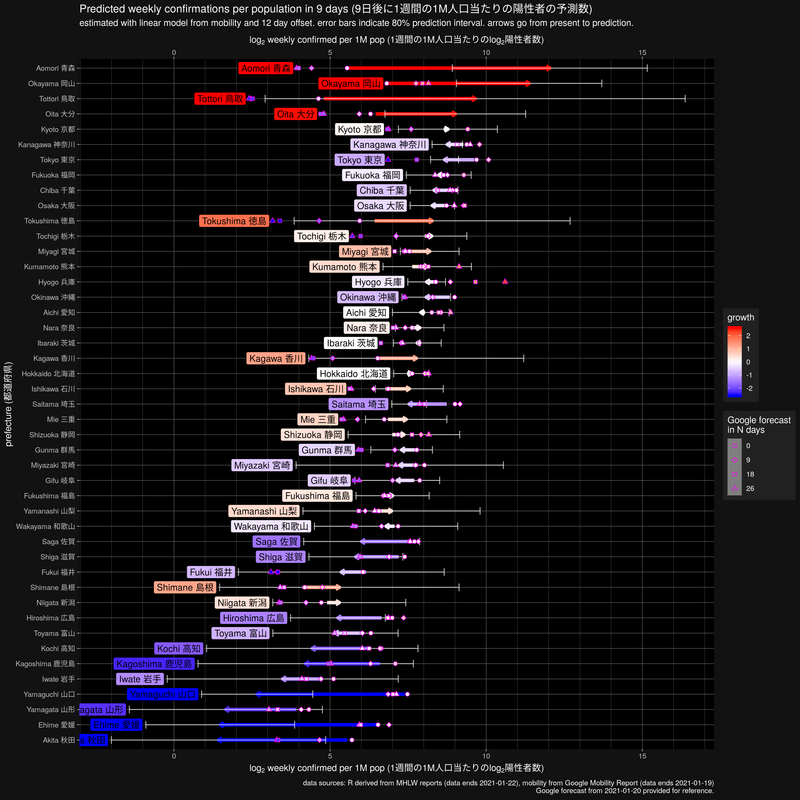 Predicted weekly confirmations per population in 9 days (9日後に1週間の1M人口当たりの陽性者の予測数)
estimated with linear model from mobility and 12 day offset. error bars indicate 80% prediction interval. arrows go from present to prediction.
log2 weekly confirmed per 1M pop (1週間の1M人口当たりのlog2陽性者数)
0 5 10 15
prefecture (都道府県)
Aomori 青森 Aomori 青森
Okayama 岡山 Okayama 岡山
Tottori 鳥取 Tottori 鳥取
Oita 大分 Oita 大分
Kyoto 京都 Kyoto 京都
Kanagawa 神奈川 Kanagawa 神奈川
Tokyo 東京 Tokyo 東京
Fukuoka 福岡 Fukuoka 福岡
Chiba 千葉 Chiba 千葉
Osaka 大阪 Osaka 大阪
Tokushima 徳島 Tokushima 徳島
Tochigi 栃木 Tochigi 栃木
Miyagi 宮城 Miyagi 宮城
Kumamoto 熊本 Kumamoto 熊本
Hyogo 兵庫 Hyogo 兵庫
Okinawa 沖縄 Okinawa 沖縄
Aichi 愛知 Aichi 愛知
Nara 奈良 Nara 奈良
Ibaraki 茨城 Ibaraki 茨城
Kagawa 香川 Kagawa 香川
Hokkaido 北海道 Hokkaido 北海道
Ishikawa 石川 Ishikawa 石川
Saitama 埼玉 Saitama 埼玉
Mie 三重 Mie 三重
Shizuoka 静岡 Shizuoka 静岡
Gunma 群馬 Gunma 群馬
Miyazaki 宮崎 Miyazaki 宮崎
Gifu 岐阜 Gifu 岐阜
Fukushima 福島 Fukushima 福島
Yamanashi 山梨 Yamanashi 山梨
Wakayama 和歌山 Wakayama 和歌山
Saga 佐賀 Saga 佐賀
Shiga 滋賀 Shiga 滋賀
Fukui 福井 Fukui 福井
Shimane 島根 Shimane 島根
Niigata 新潟 Niigata 新潟
Hiroshima 広島 Hiroshima 広島
Toyama 富山 Toyama 富山
Kochi 高知 Kochi 高知
Kagoshima 鹿児島 Kagoshima 鹿児島
Iwate 岩手 Iwate 岩手
Yamaguchi 山口 Yamaguchi 山口
Yamagata 山形 agata 山形
Ehime 愛媛 Ehime 愛媛
Akita 秋田 秋田
0 5 10 15
log2 weekly confirmed per 1M pop (1週間の1M人口当たりのlog2陽性者数)
growth
2
1
0
-1
-2
Google forecast
in N days
0
9
18
26
data sources: R derived from MHLW reports (data ends 2021-01-22), mobility from Google Mobility Report (data ends 2021-01-19)
Google forecast from 2021-01-20 provided for reference.